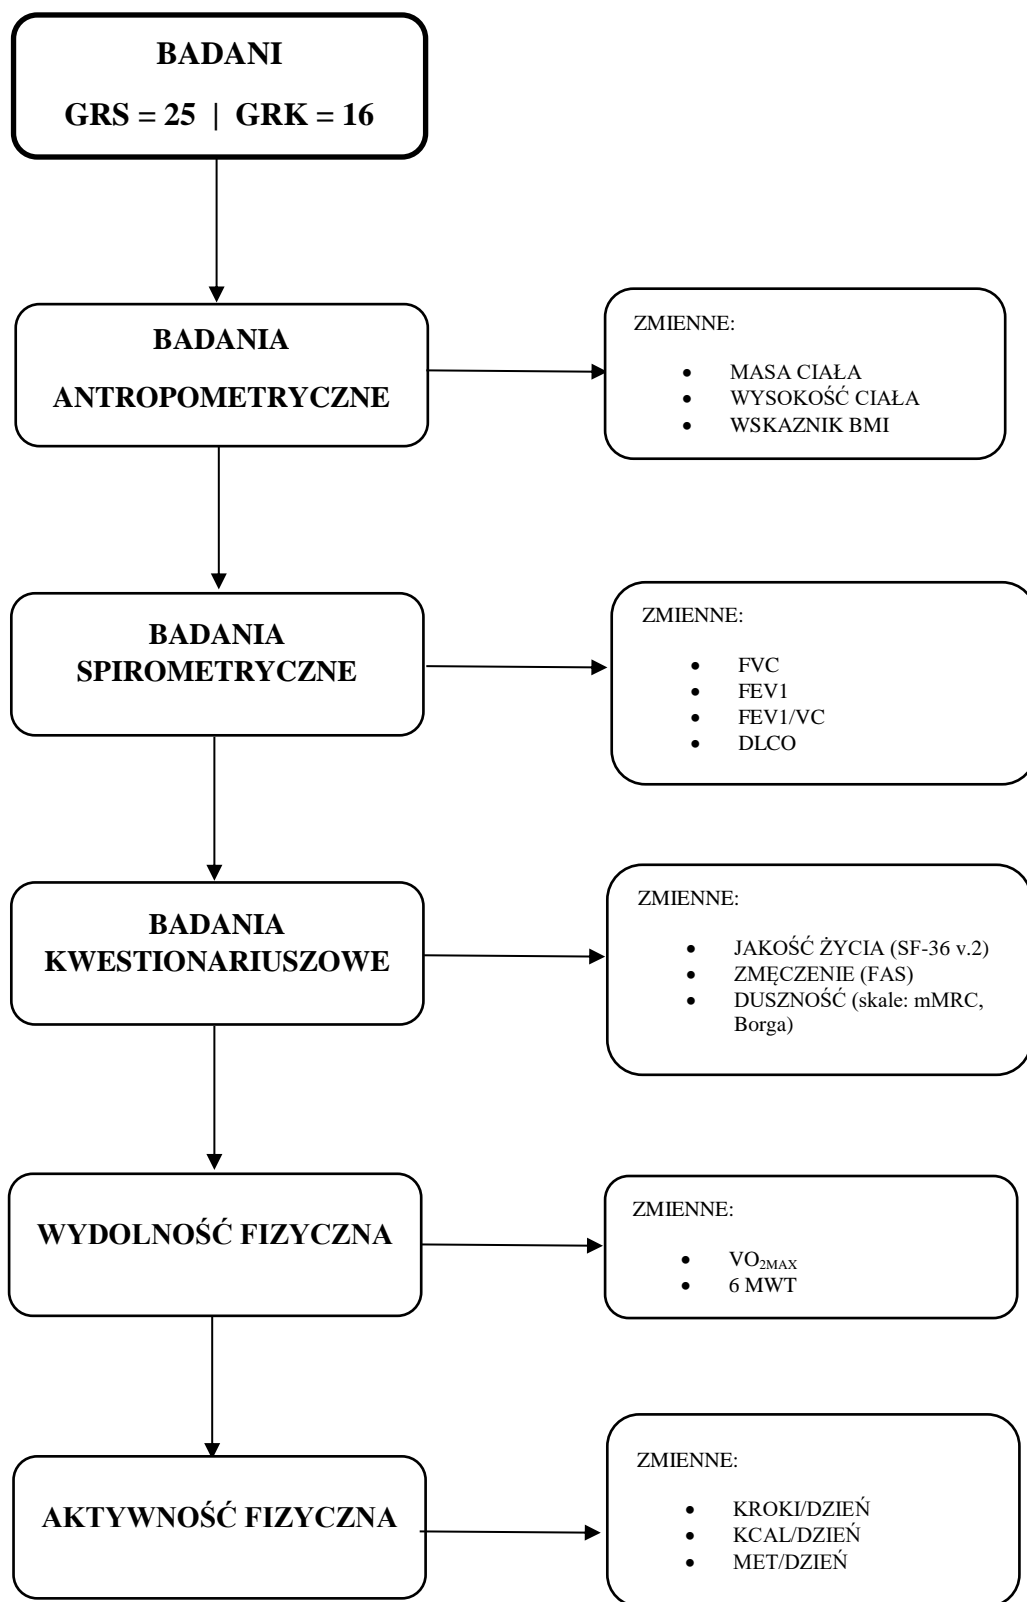 BADANI
GRS = 25 | GRK = 16
BADANIA
ANTROPOMETRYCZNE
ZMIENNE:
• MASA CIAŁA
• WYSOKOŚĆ CIAŁA
• WSKAZNIK BMI
BADANIA
SPIROMETRYCZNE
ZMIENNE:
• FVC
• FEV1
• FEV1/VC
• DLCO
BADANIA
KWESTIONARIUSZOWE
ZMIENNE:
• JAKOŚĆ ŻYCIA (SF-36 v.2)
• ZMĘCZENIE (FAS)
• DUSZNOŚĆ (skale: mMRC,
Borga)
WYDOLNOŚĆ FIZYCZNA
ZMIENNE:
• VO2MAX
• 6 MWT
AKTYWNOŚĆ FIZYCZNA
ZMIENNE:
• KROKI/DZIEŃ
• KCAL/DZIEŃ
• MET/DZIEŃ